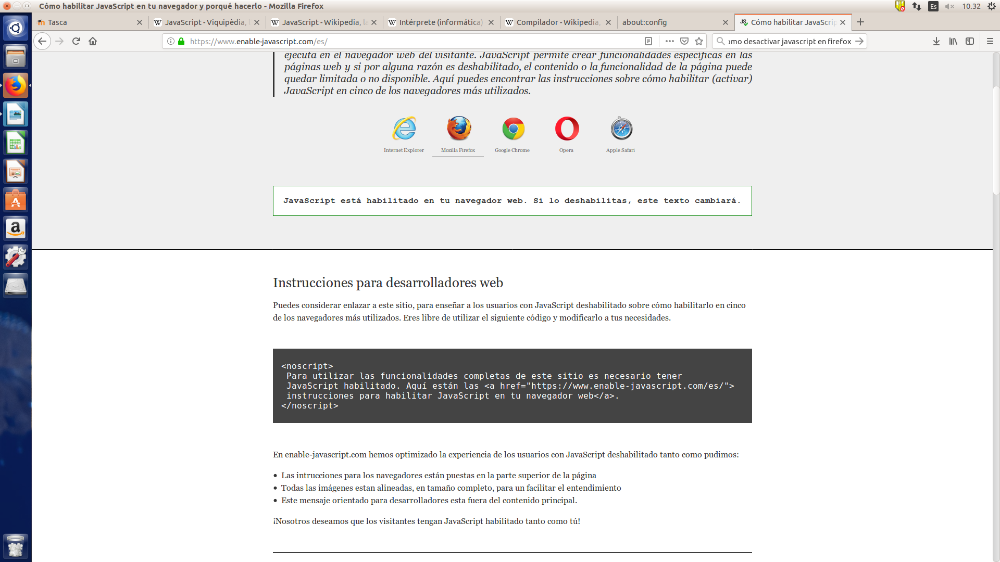 Cómo habilitar JavaScript en tu navegador y porqué hacerlo - Mozilla Firefox
Es
10.32
Tasca
JavaScript - Viquipèdia, l
JavaScript - Wikipedia, la
Intérprete (informática)
Compilador - Wikipedia,
about:config
Cómo habilitar JavaScrip
https://www.enable-javascript.com/es/
omo desactivar javascript en firefox
ejecuta en el navegador web del visitante. JavaScript permite crear funcionalidades específicas en las
páginas web y si por alguna razón es deshabilitado, el contenido o la funcionalidad de la página puede
quedar limitada o no disponible. Aquí puedes encontrar las instrucciones sobre cómo habilitar (activar)
JavaScript en cinco de los navegadores más utilizados.
Internet Explorer
Mozilla Firefox
Google Chrome
Opera
Apple Safari
JavaScript está habilitado en tu navegador web. Si lo deshabilitas, este texto cambiará.
Instrucciones para desarrolladores web
Puedes considerar enlazar a este sitio, para enseñar a los usuarios con JavaScript deshabilitado sobre cómo habilitarlo en cinco
de los navegadores más utilizados. Eres libre de utilizar el siguiente código y modificarlo a tus necesidades.
<noscript>
Para utilizar las funcionalidades completas de este sitio es necesario tener
JavaScript habilitado. Aquí están las <a href="https://www.enable-javascript.com/es/">
instrucciones para habilitar JavaScript en tu navegador web</a>.
</noscript>
En enable-javascript.com hemos optimizado la experiencia de los usuarios con JavaScript deshabilitado tanto como pudimos:
• Las intrucciones para los navegadores están puestas en la parte superior de la página
• Todas las imágenes estan alineadas, en tamaño completo, para un facilitar el entendimiento
• Este mensaje orientado para desarrolladores esta fuera del contenido principal.
¡Nosotros deseamos que los visitantes tengan JavaScript habilitado tanto como tú!